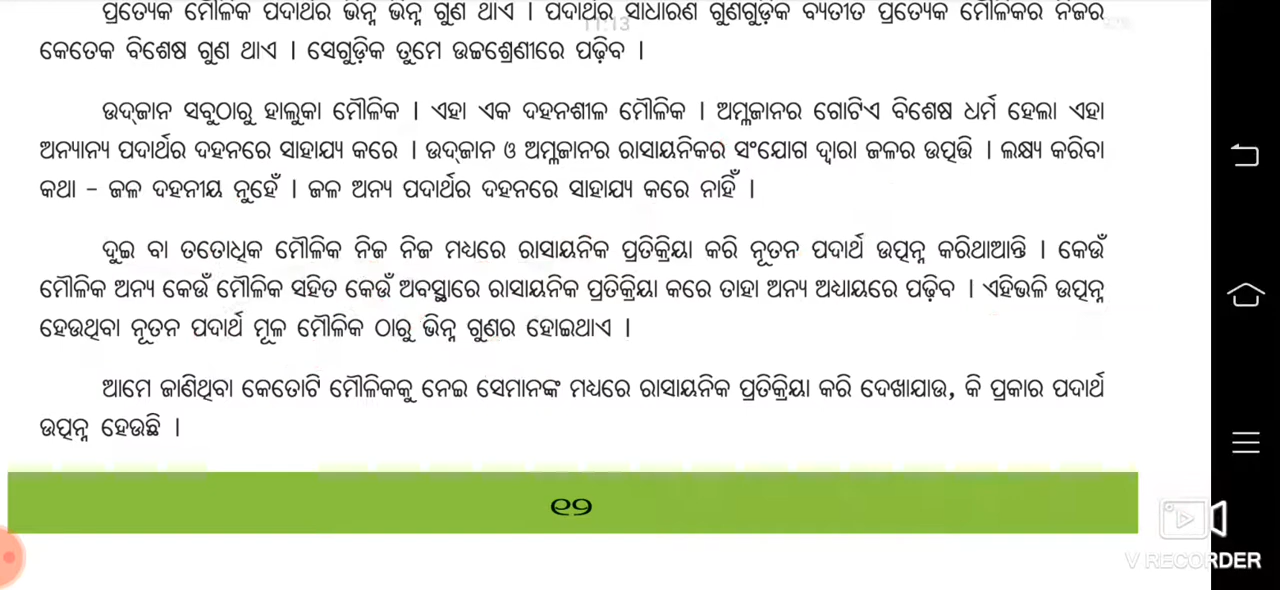 ପ୍ରତ୍ୟେକ ମୌଳିକ ପଦାର୍ଥର ଭିନ୍ନ ଭିନ୍ନ ଗୁଣ ଥାଏ । ପଦାର୍ଥର ସାଧାରଣ ଗୁଣଗୁଡ଼ିକ ବ୍ୟତୀତ ପ୍ରତ୍ୟେକ ମୌଳିକର ନିଜର
11:13
କେତେକ ବିଶେଷ ଗୁଣ ଥାଏ । ସେଗୁଡ଼ିକ ତୁମେ ଉଚ୍ଚଶ୍ରେଣୀରେ ପଢ଼ିବ ।
ଉଦ୍‌ଜାନ ସବୁଠାରୁ ହାଲୁକା ମୌଳିକ । ଏହା ଏକ ଦହନଶୀଳ ମୌଳିକ । ଅମ୍ଳଜାନର ଗୋଟିଏ ବିଶେଷ ଧର୍ମ ହେଲା ଏହା
ଅନ୍ୟାନ୍ୟ ପଦାର୍ଥର ଦହନରେ ସାହାଯ୍ୟ କରେ । ଉଦ୍‌ଜାନ ଓ ଅମ୍ଳଜାନର ରାସାୟନିକର ସଂଯୋଗ ଦ୍ୱାରା ଜଳର ଉତ୍ପତ୍ତି । ଲକ୍ଷ୍ୟ କରିବା
କଥା – ଜଳ ଦହନୀୟ ନୁହେଁ । ଜଳ ଅନ୍ୟ ପଦାର୍ଥର ଦହନରେ ସାହାଯ୍ୟ କରେ ନାହିଁ ।
ଦୁଇ ବା ତତୋଧିକ ମୌଳିକ ନିଜ ନିଜ ମଧ୍ୟରେ ରାସାୟନିକ ପ୍ରତିକ୍ରିୟା କରି ନୂତନ ପଦାର୍ଥ ଉତ୍ପନ୍ନ କରିଥାଆନ୍ତି । କେଉଁ
ମୌଳିକ ଅନ୍ୟ କେଉଁ ମୌଳିକ ସହିତ କେଉଁ ଅବସ୍ଥାରେ ରାସାୟନିକ ପ୍ରତିକ୍ରିୟା କରେ ତାହା ଅନ୍ୟ ଅଧ୍ୟାୟରେ ପଢ଼ିବ । ଏହିଭଳି ଉତ୍ପନ୍ନ
ହେଉଥିବା ନୂତନ ପଦାର୍ଥ ମୂଳ ମୌଳିକ ଠାରୁ ଭିନ୍ନ ଗୁଣର ହୋଇଥାଏ ।
ଆମେ ଜାଣିଥିବା କେତୋଟି ମୌଳିକକୁ ନେଇ ସେମାନଙ୍କ ମଧ୍ୟରେ ରାସାୟନିକ ପ୍ରତିକ୍ରିୟା କରି ଦେଖାଯାଉ, କି ପ୍ରକାର ପଦାର୍ଥ
ଉତ୍ପନ୍ନ ହେଉଛି ।
୧୨
V RECORDER